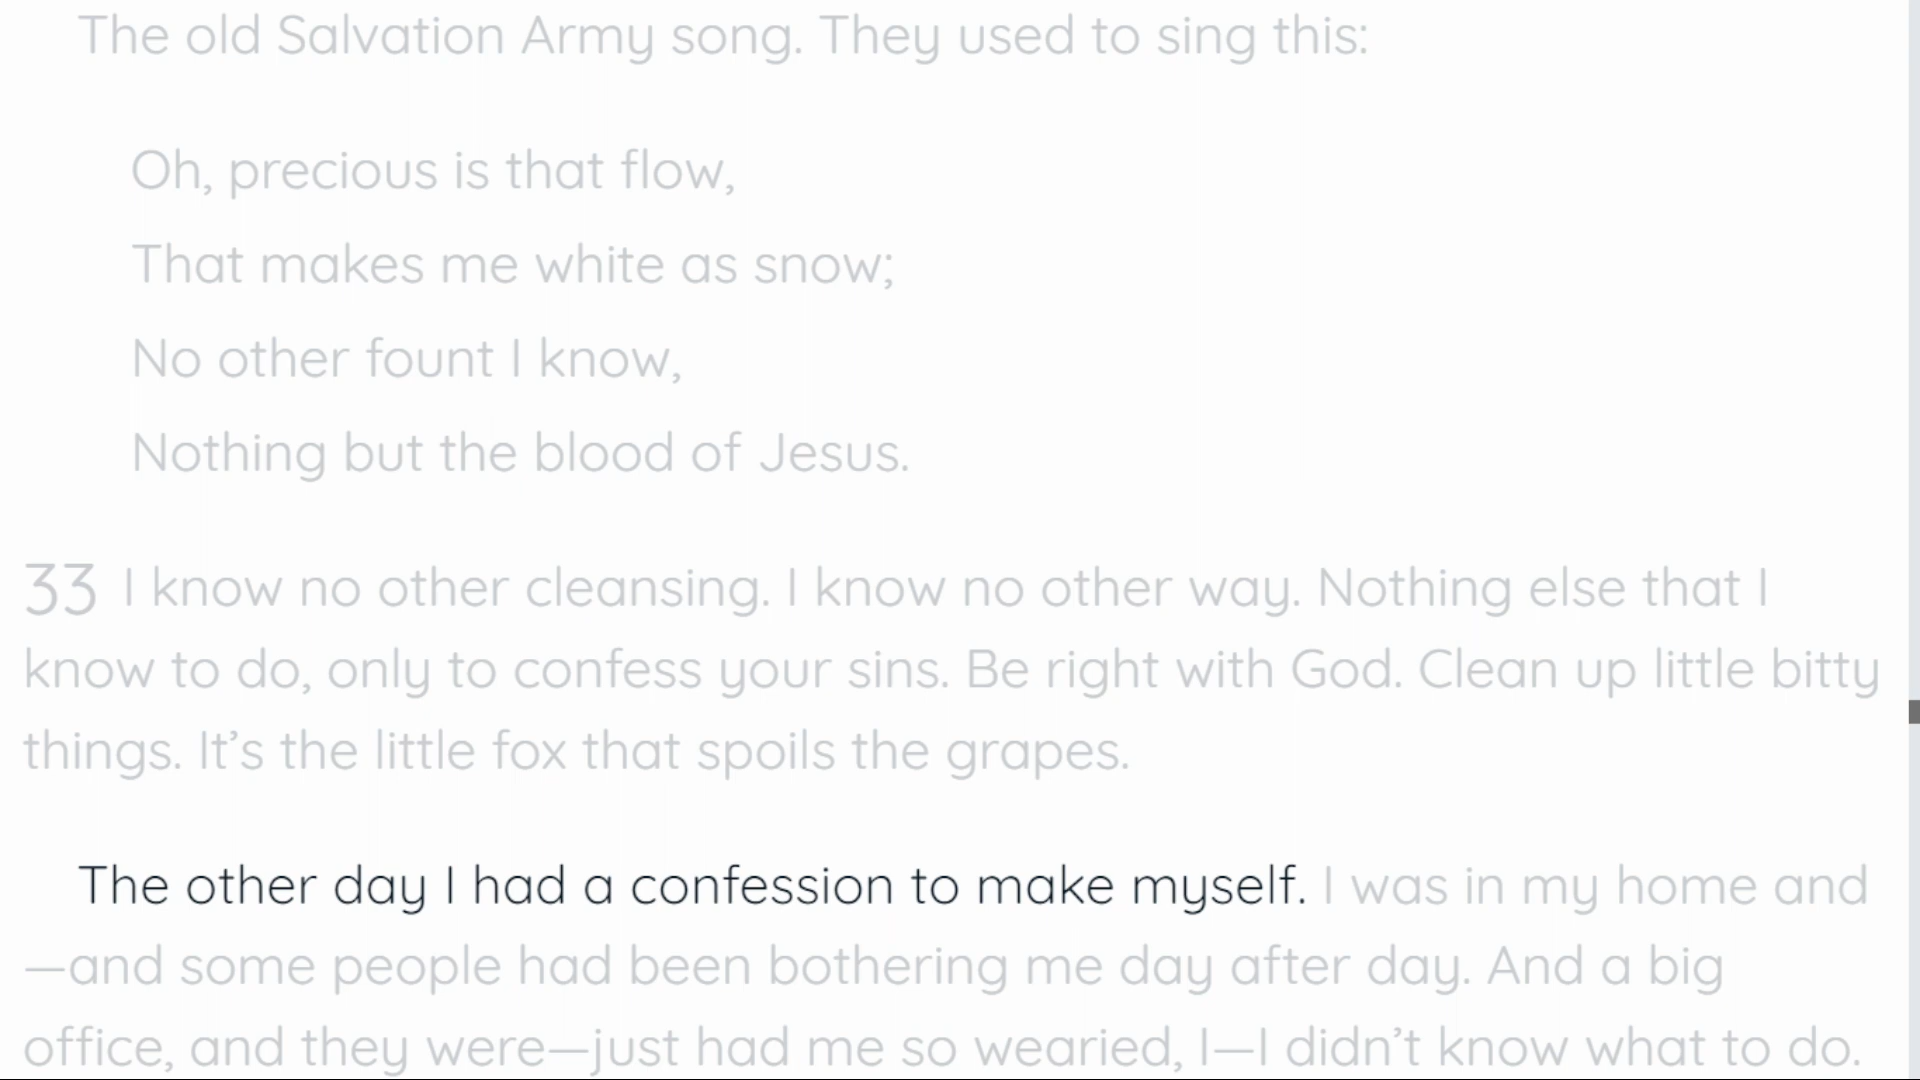 The old Salvation Army song. They used to sing this:
Oh, precious is that flow,
That makes me white as snow;
No other fount I know,
Nothing but the blood of Jesus.
33 I know no other cleansing. I know no other way. Nothing else that I
know to do, only to confess your sins. Be right with God. Clean up little bitty
things. It’s the little fox that spoils the grapes.
The other day I had a confession to make myself. I was in my home and
—and some people had been bothering me day after day. And a big
office, and they were—just had me so wearied, I—I didn’t know what to do.